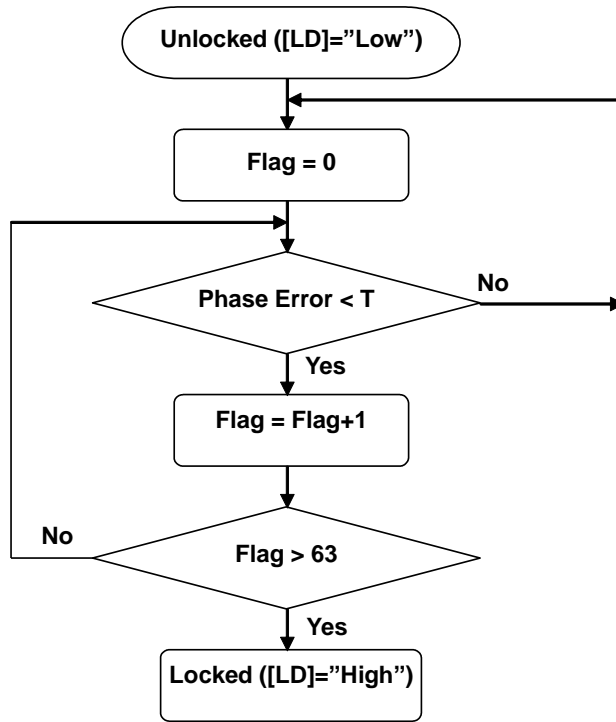 Unlocked ([LD]=”Low”)
Flag = 0
Phase Error < T
No
Yes
Flag = Flag+1
No
Flag > 63
Yes
Locked ([LD]=”High”)